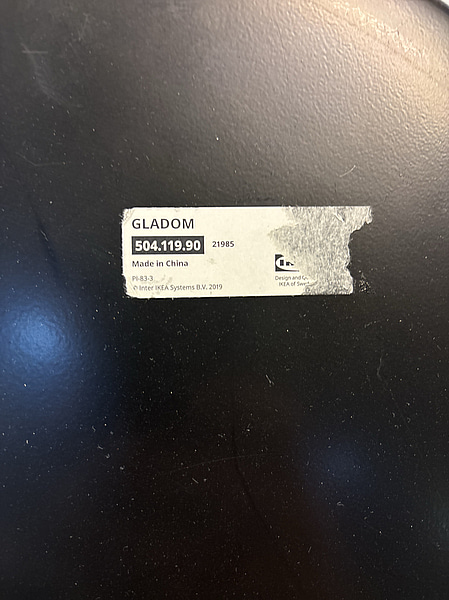 GLADOM
504.119.90 21985
Made in China
PI-83-3
© Inter IKEA Systems B.V. 2019
Design and
IKEA of